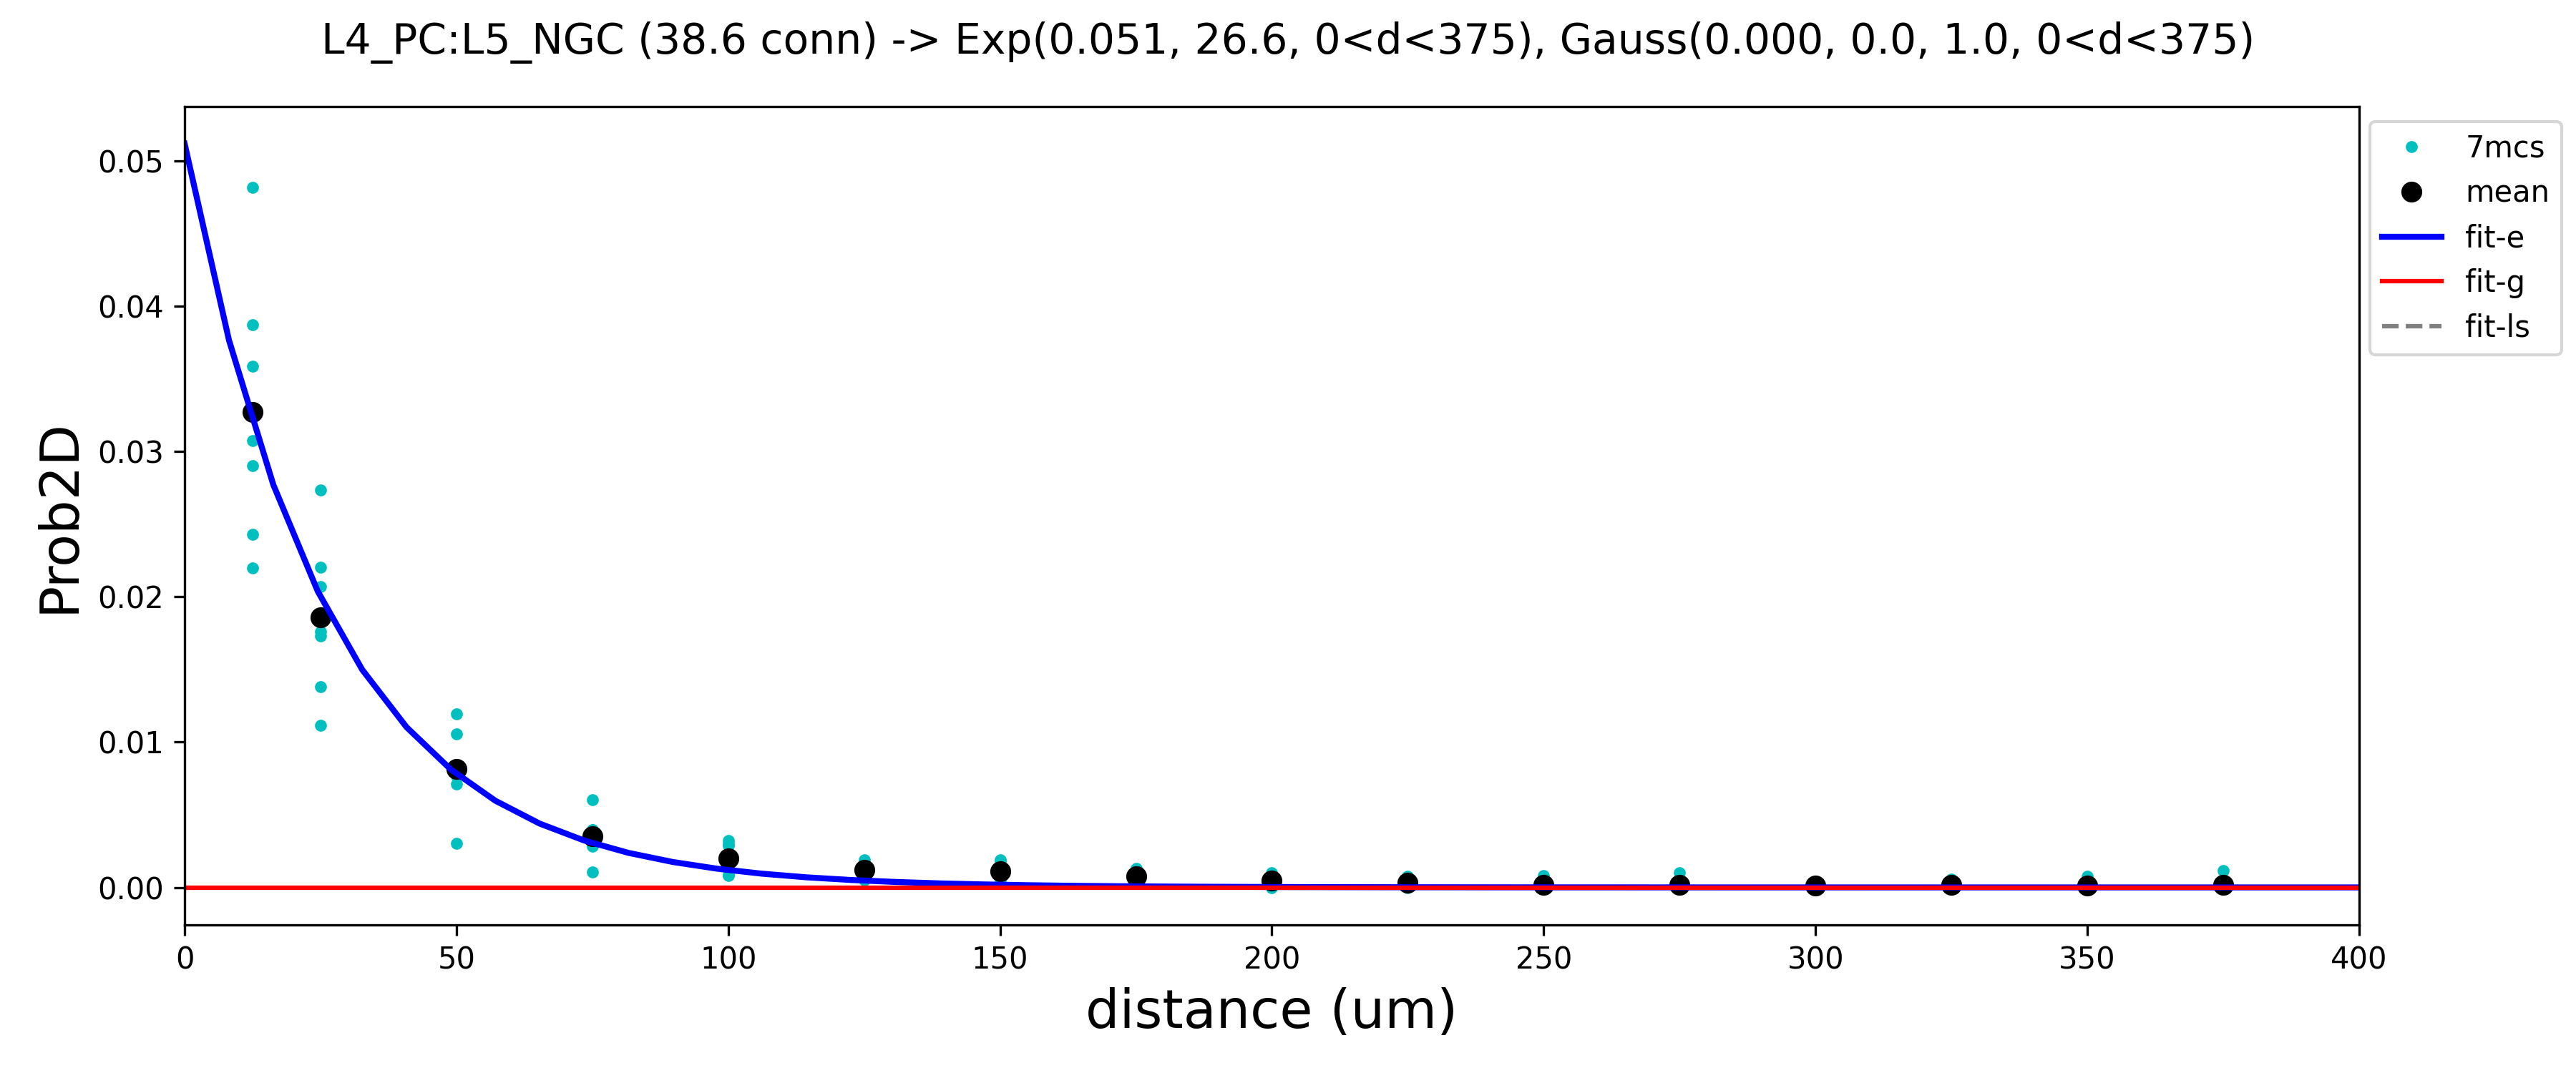 L4_PC:L5_NGC (38.6 conn) -> Exp(0.051, 26.6, 0<d<375), Gauss(0.000, 0.0, 1.0, 0<d<375)
7mcs
mean
fit-e
fit-g
fit-ls
Prob2D
0.05
0.04
0.03
0.02
0.01
0.00
0 50 100 150 200 250 300 350 400
distance (um)